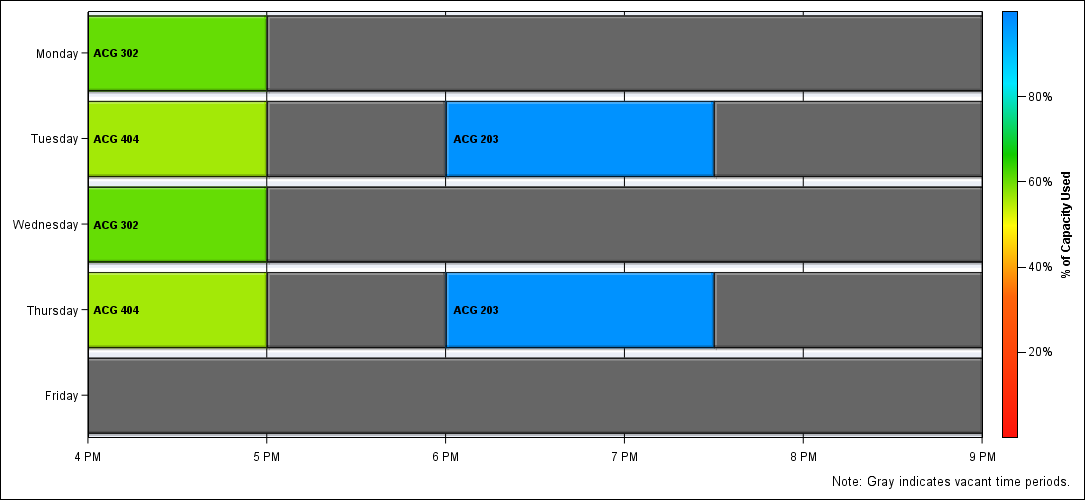 Monday
ACG 302
Tuesday
ACG 404
ACG 203
Wednesday
ACG 302
Thursday
ACG 404
ACG 203
Friday
4 PM
5 PM
6 PM
7 PM
8 PM
9 PM
80%
60%
40%
20%
% of Capacity Used
Note: Gray indicates vacant time periods.